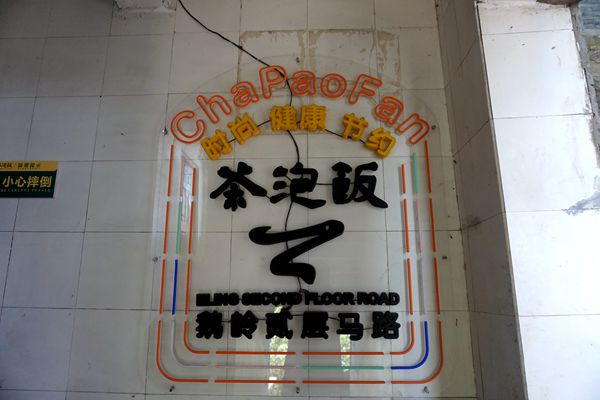 ChaPaoFan
时尚 健康 节约
茶泡飯
ELING SECOND FLOOR ROAD
鹅岭贰层马路
小心摔倒